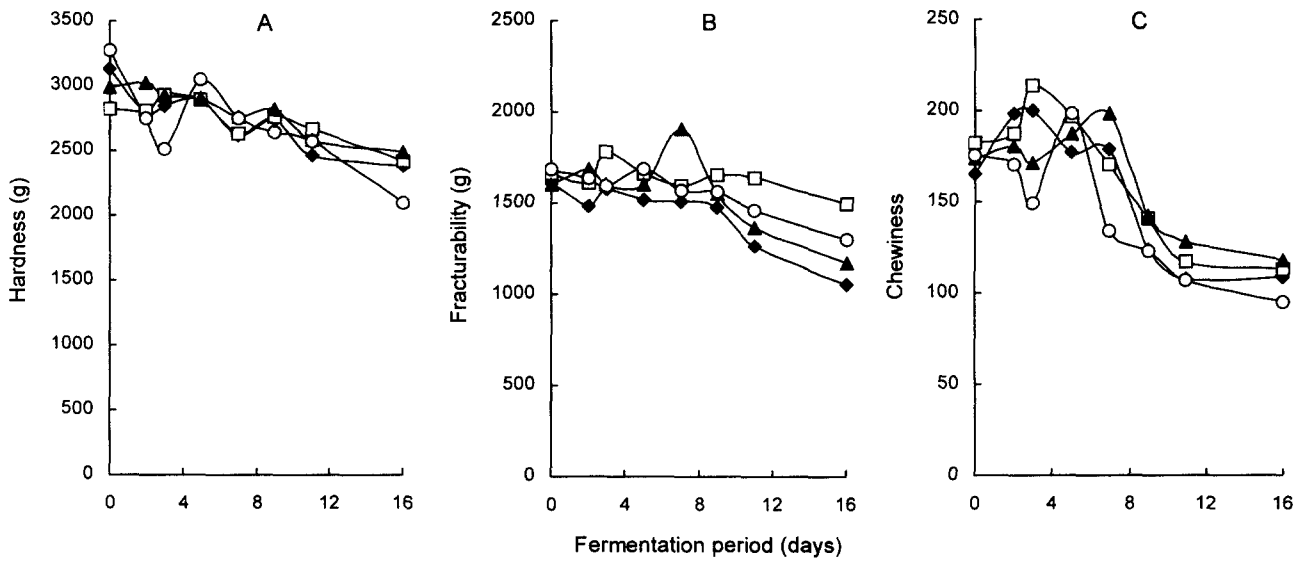 A
Hardness (g)
3500
3000
2500
2000
1500
1000
500
0
0 4 8 12 16
B
Fracturability (g)
2500
2000
1500
1000
500
0
0 4 8 12 16
C
Chewiness
250
200
150
100
50
0
0 4 8 12 16
Fermentation period (days)